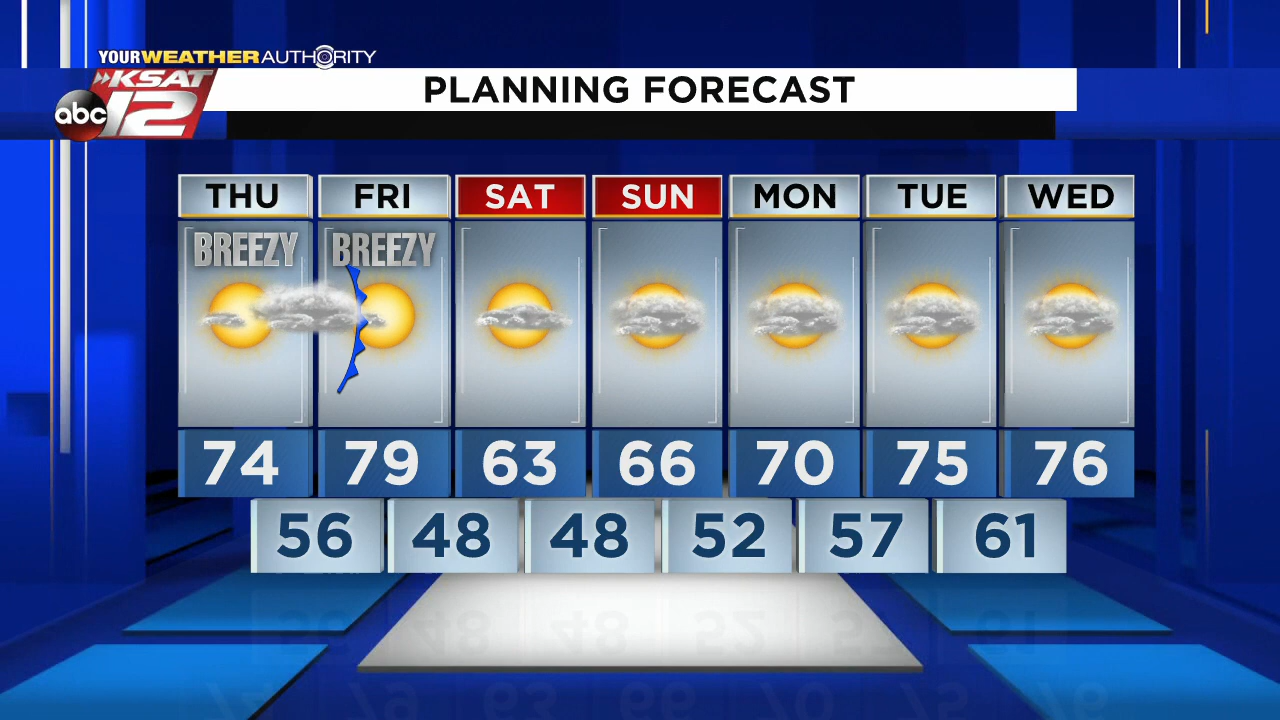 YOURWEATHERAUTHORITY
KSAT
abc 12
PLANNING FORECAST
THU FRI SAT SUN MON TUE WED
BREEZY BREEZY
74 79 63 66 70 75 76
56 48 48 52 57 61